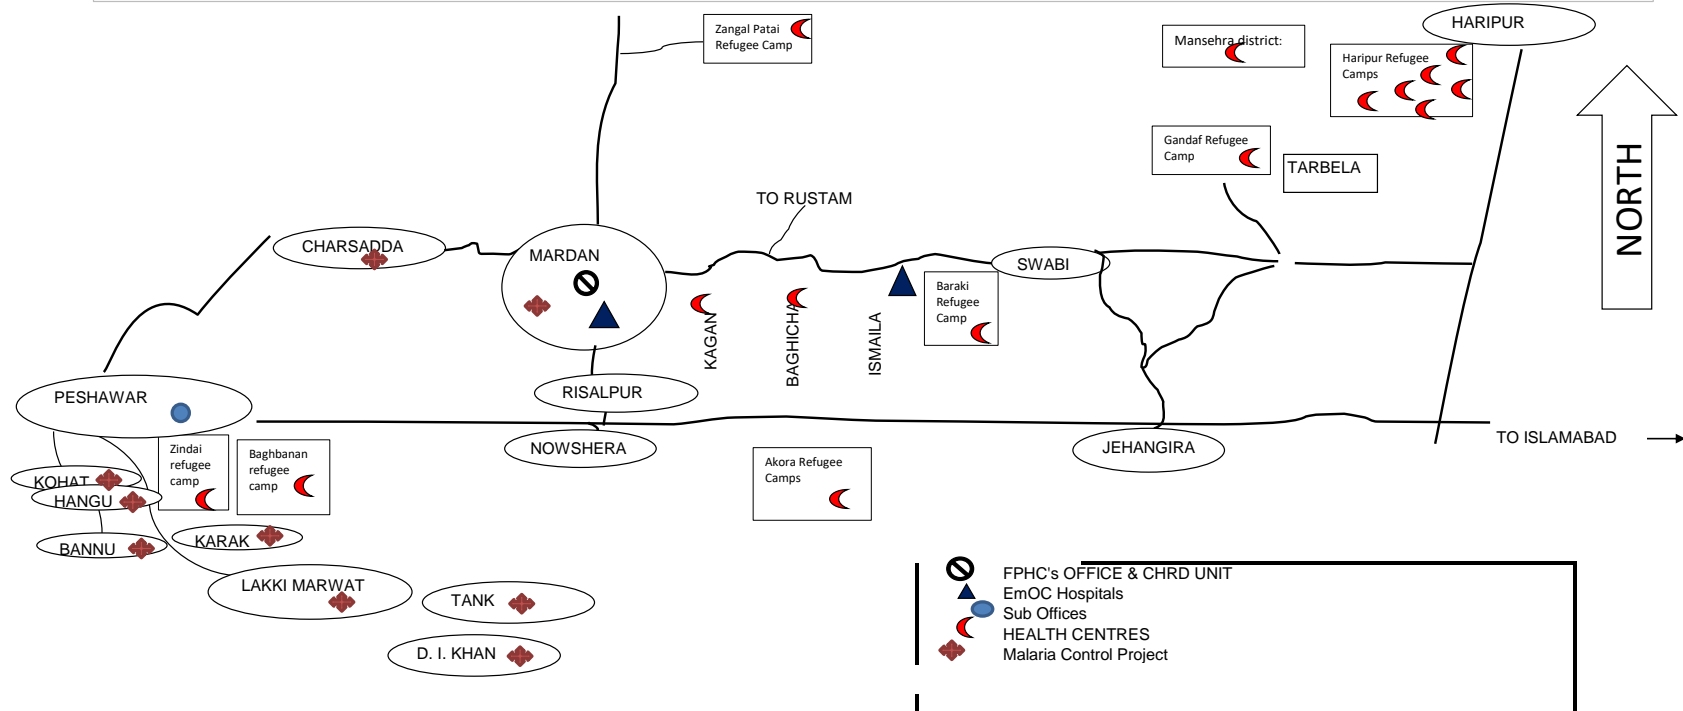 HARIPUR
Zangal Patai
Refugee Camp
Mansehra district:
Haripur Refugee
Camps
Gandaf Refugee
Camp
TARBELA
NORTH
TO RUSTAM
CHARSADDA
MARDAN
SWABI
Baraki
Refugee
Camp
KAGAN
BAGHICHA
ISMAILA
PESHAWAR
RISALPUR
NOWSHERA
JEHANGIRA
TO ISLAMABAD
Zindai
refugee
camp
Baghbanan
refugee
camp
Akora Refugee
Camps
KOHAT
HANGU
BANNU
KARAK
LAKKI MARWAT
TANK
D. I. KHAN
FPHC's OFFICE & CHRD UNIT
EmOC Hospitals
Sub Offices
HEALTH CENTRES
Malaria Control Project